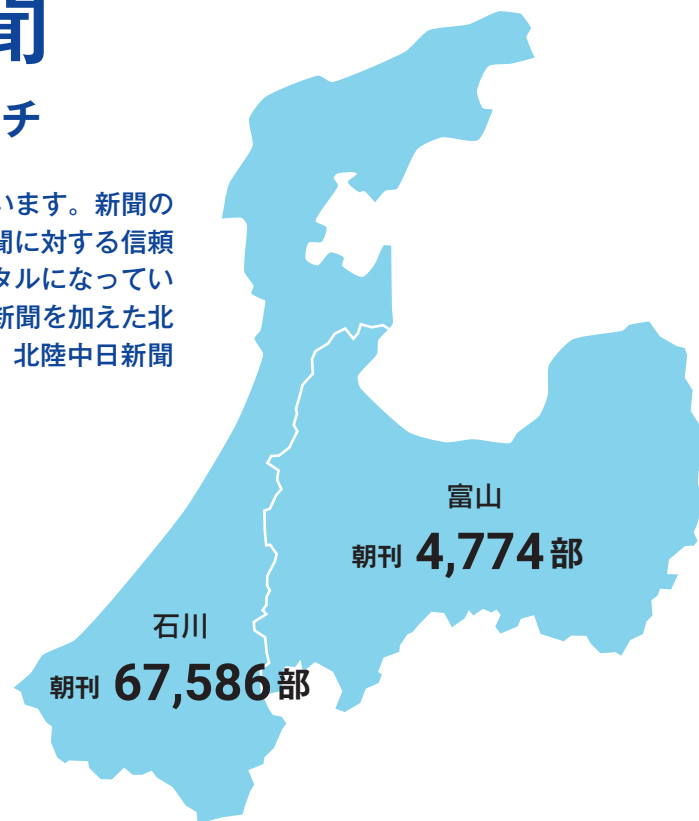 聞
チ
います。新聞の
聞に対する信頼
タルになってい
新聞を加えた北
北陸中日新聞
富山
朝刊 4,774部
石川
朝刊 67,586部